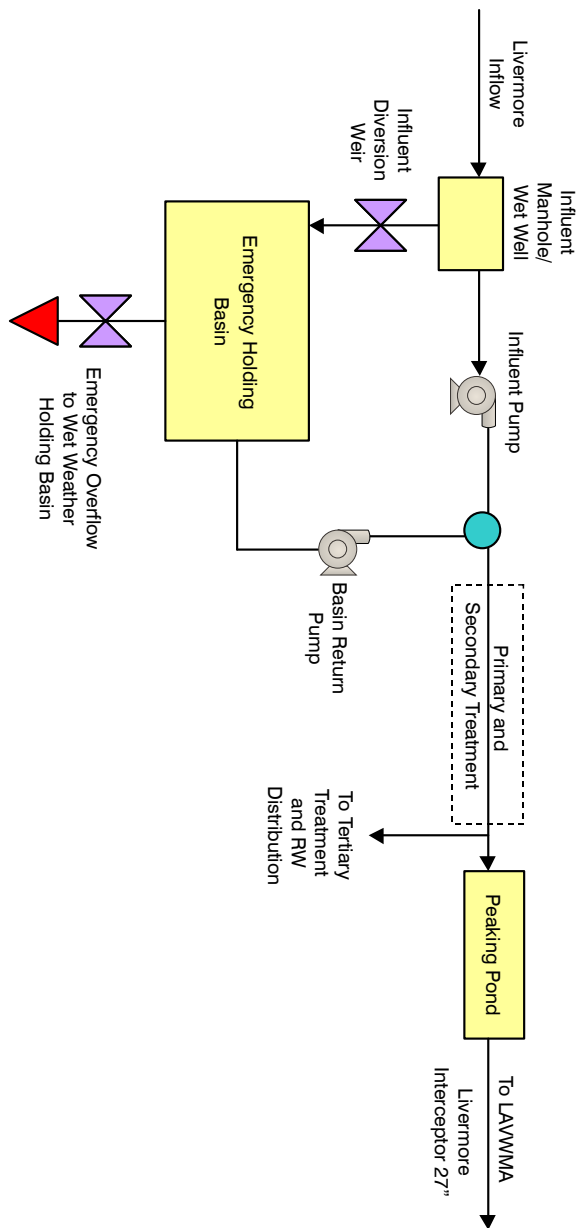 Livermore
Inflow
Influent
Manhole/
Wet Well
Influent
Diversion
Weir
Emergency Holding
Basin
Emergency Overflow
to Wet Weather
Holding Basin
Influent Pump
Basin Return
Pump
Primary and
Secondary Treatment
To Tertiary
Treatment
and RW
Distribution
Peaking Pond
To LAVWMA
Livermore
Interceptor 27”